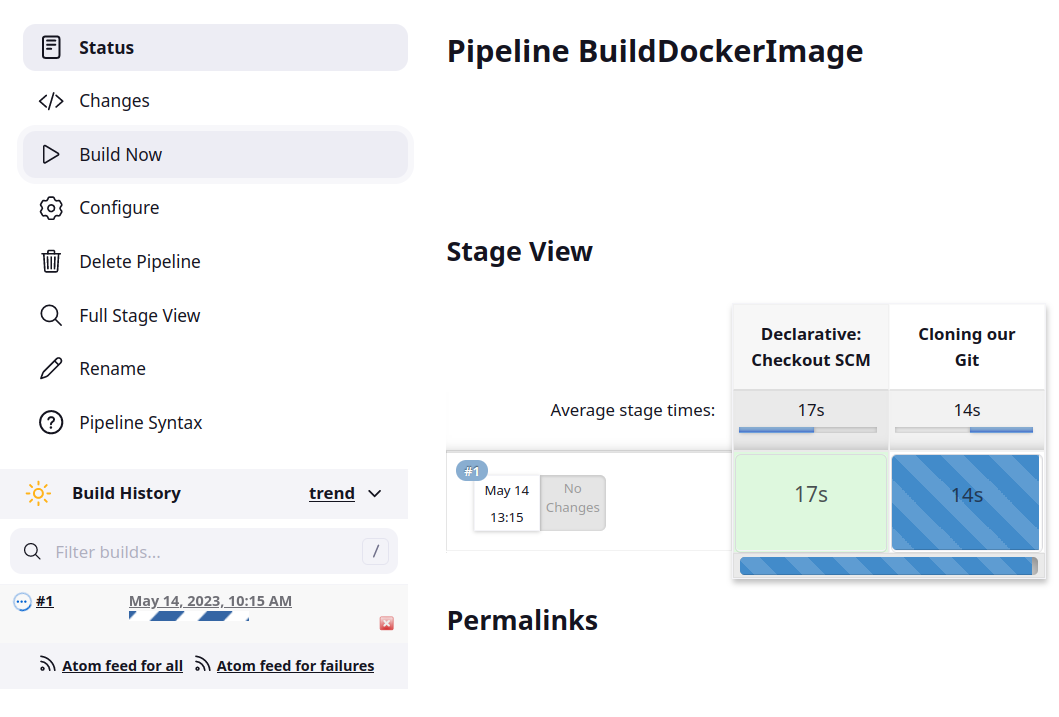 Status
Changes
Build Now
Configure
Delete Pipeline
Full Stage View
Rename
Pipeline Syntax
Build History
trend
Filter builds...
/
#1
May 14, 2023, 10:15 AM
Atom feed for all
Atom feed for failures
Pipeline BuildDockerImage
Stage View
Declarative:
Checkout SCM
Cloning our
Git
Average stage times:
17s
14s
#1
May 14
13:15
No
Changes
17s
14s
Permalinks